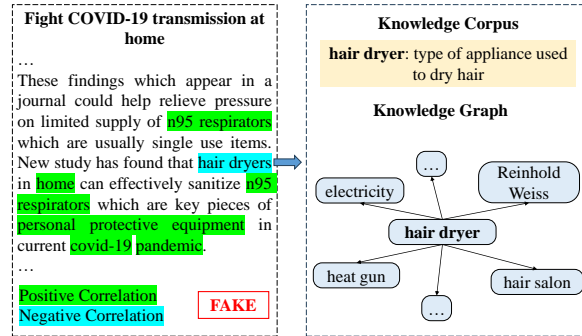 Fight COVID-19 transmission at
home
...
These findings which appear in a
journal could help relieve pressure
on limited supply of n95 respirators
which are usually single use items.
New study has found that hair dryers
in home can effectively sanitize n95
respirators which are key pieces of
personal protective equipment in
current covid-19 pandemic.
...
Positive Correlation
Negative Correlation
FAKE
Knowledge Corpus
hair dryer: type of appliance used
to dry hair
Knowledge Graph
...
electricity
Reinhold
Weiss
hair dryer
heat gun
hair salon
...